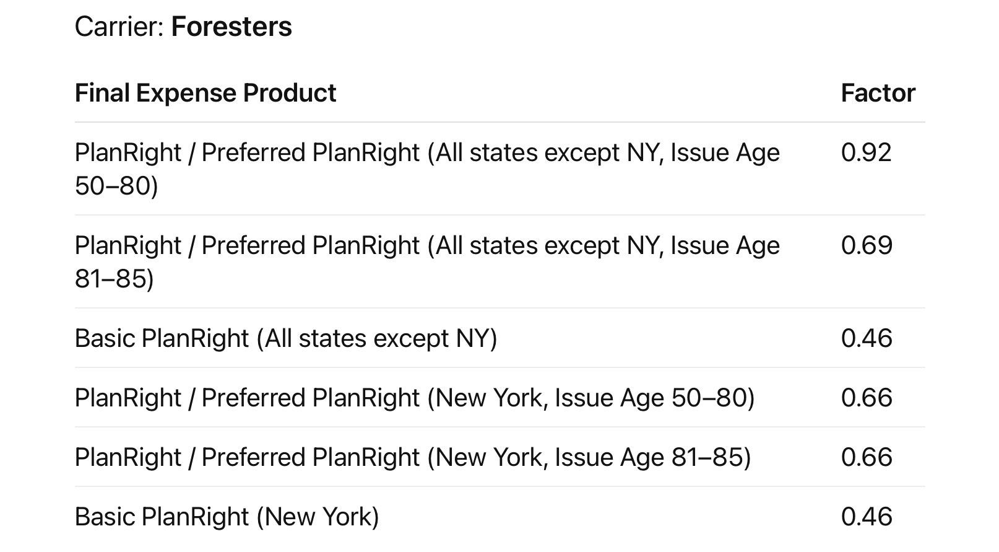 Carrier: Foresters
Final Expense Product Factor
PlanRight / Preferred PlanRight (All states except NY, Issue Age 0.92
50–80)
PlanRight / Preferred PlanRight (All states except NY, Issue Age 0.69
81–85)
Basic PlanRight (All states except NY) 0.46
PlanRight / Preferred PlanRight (New York, Issue Age 50–80) 0.66
PlanRight / Preferred PlanRight (New York, Issue Age 81–85) 0.66
Basic PlanRight (New York) 0.46